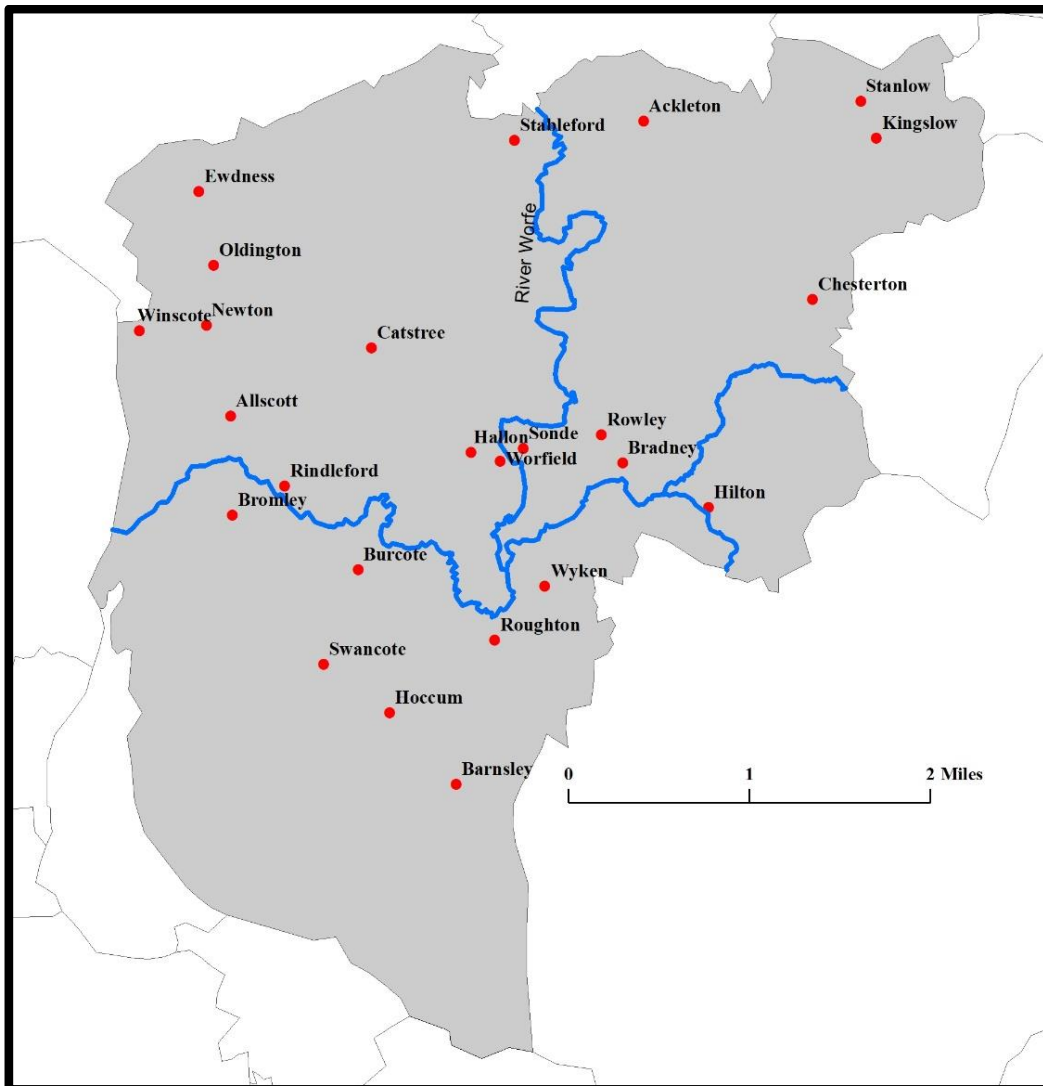 Stanlow
Ackleton
Kingslow
Stableford
Ewdness
River Worfe
Oldington
Chesterton
Winscote
Newton
Catstree
Allscott
Rowley
Sonde
Hallon
Worfield
Bradney
Rindleford
Bromley
Hilton
Burcote
Wyken
Roughton
Swancote
Hoccum
Barnsley
0 1 2 Miles